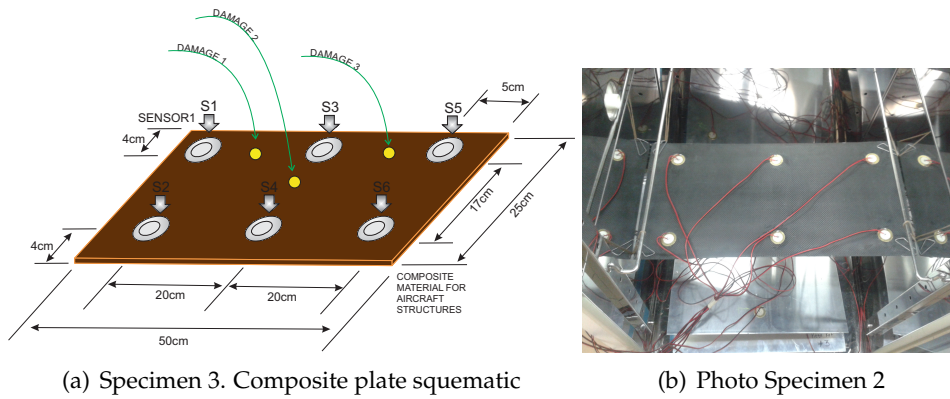 DAMAGE 2
DAMAGE 1
DAMAGE 3
5cm
S1
S3
S5
SENSOR1
4cm
S2
S4
S6
17cm
25cm
4cm
20cm
20cm
COMPOSITE
MATERIAL FOR
AIRCRAFT
STRUCTURES
50cm
(a) Specimen 3. Composite plate squematic
(b) Photo Specimen 2